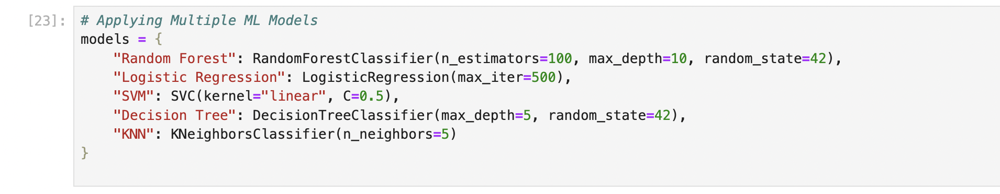 [23]: # Applying Multiple ML Models
models = {
    "Random Forest": RandomForestClassifier(n_estimators=100, max_depth=10, random_state=42),
    "Logistic Regression": LogisticRegression(max_iter=500),
    "SVM": SVC(kernel="linear", C=0.5),
    "Decision Tree": DecisionTreeClassifier(max_depth=5, random_state=42),
    "KNN": KNeighborsClassifier(n_neighbors=5)
}